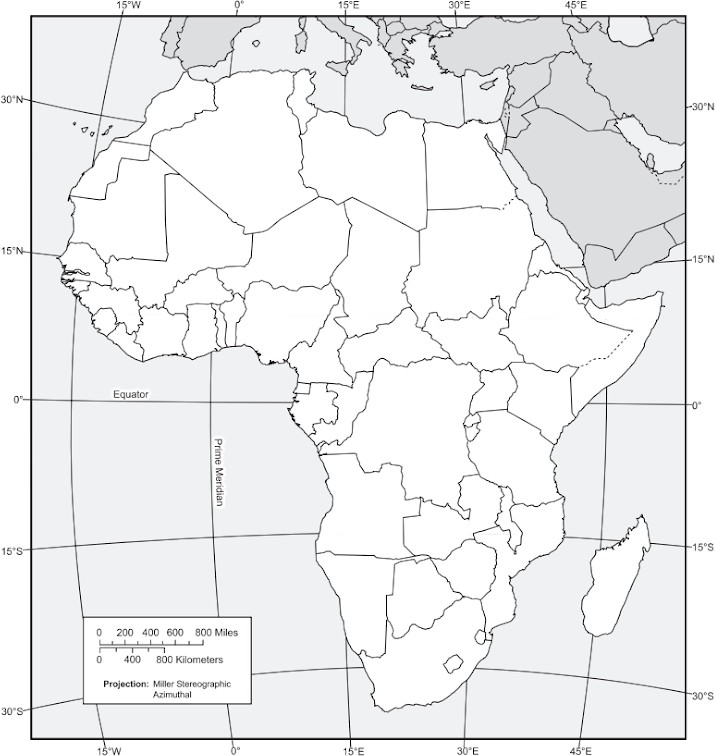 15°W 0° 15°E 30°E 45°E
30°N 30°N
15°N 15°N
Equator
0° 0°
Prime Meridian
15°S 15°S
0 200 400 600 800 Miles
0 400 800 Kilometers
Projection: Miller Stereographic
Azimuthal
30°S 30°S
15°W 0° 15°E 30°E 45°E